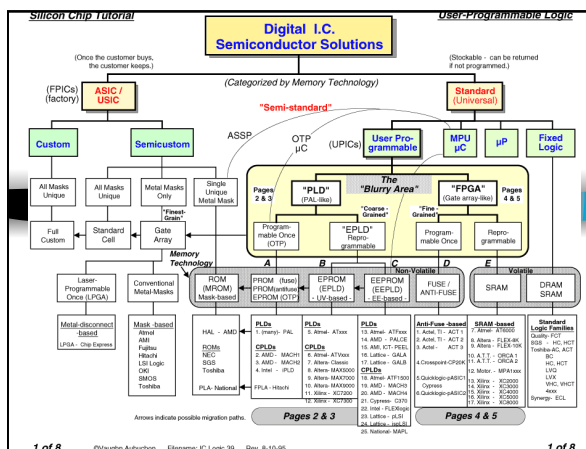 Silicon Chip Tutorial
User-Programmable Logic
Digital I.C.
Semiconductor Solutions
(Once the customer buys,
the customer keeps.)
(Stockable - can be returned
if not programmed.)
(Categorized by Memory Technology)
(FPICs)
(factory)
ASIC /
USIC
Standard
(Universal)
"Semi-standard"
ASSP
OTP
µC
(UPICs)
Custom
Semicustom
User Pro-
grammable
MPU
µC
µP
Fixed
Logic
All Masks
Unique
All Masks
Unique
Metal Masks
Only
Single
Unique
Metal Mask
Pages
2 & 3
"PLD"
(PAL-like)
The
"Blurry Area"
"FPGA"
(Gate array-like)
Pages
4 & 5
"Finest-
Grain"
"Coarse -
Grained"
"Fine -
Grained"
Full
Custom
Standard
Cell
Gate
Array
Programm-
able Once
(OTP)
"EPLD"
Repro-
grammable
Programm-
able Once
Repro-
grammable
Memory
Technology
A
B
C
D
E
Non-Volatile
Volatile
Laser-
Programmable
Once (LPGA)
Conventional
Metal-Masks
ROM
(MROM)
Mask-based
PROM (fuse)
PROM(antifuse)
EPROM (OTP)
EPROM
(EPLD)
- UV-based -
EEPROM
(EEPLD)
- EE-based -
FUSE /
ANTI-FUSE
SRAM
DRAM
SRAM
Metal-disconnect
-based
LPGA - Chip Express
Mask -based
Atmel
AMI
Fujitsu
Hitachi
LSI Logic
OKI
SMOS
Toshiba
HAL - AMD
ROMs
NEC
SGS
Toshiba
PLA- National
PLDs
1. (many)- PAL
CPLDs
2. AMD - MACH1
3. AMD - MACH2
4. Intel - iPLD
FPLA - Hitachi
PLDs
5. Atmel - ATxxx
CPLDs
6. Atmel-ATVxxx
7. Altera- Classic
8. Altera- MAX5000
9. Altera- MAX7000
10. Altera- MAX9000
11. Xilinx - XC7200
12. Xilinx - XC7300
PLDs
13. Atmel- ATFxxx
14. AMD - PALCE
15. AMI, ICT- PEEL
16. Lattice - GALA
17. Lattice - GALB
CPLDs
18. Atmel- ATF1500
19. AMD - MACH3
20. AMD - MACH4
21. Cypress- C370
22. Intel -FLEXlogic
23. Lattice - pLSI
24. Lattice - ispLSI
25. National- MAPL
Anti-Fuse -based
1. Actel, TI - ACT 1
2. Actel, TI - ACT 2
3. Actel - ACT 3
4.Crosspoint-CP20K
5.Quicklogic-pASIC1
Cypress
6.Quicklogic-pASIC2
SRAM -based
7. Atmel- AT6000
8. Altera - FLEX-8K
9. Altera - FLEX-10K
10. A.T.T. - ORCA 1
11. A.T.T. - ORCA 2
12. Motor. - MPA1xxx
13. Xilinx - XC2000
14. Xilinx - XC3000
15. Xilinx - XC4000
16. Xilinx - XC5000
17. Xilinx - XC8000
Standard
Logic Families
Quality- FCT
SGS - HC, HCT
Toshiba- AC, ACT
BC
HC, HCT
LVQ
LVX
VHC, VHCT
4xxx
Synergy- ECL
Arrows indicate possible migration paths.
Pages 2 & 3
Pages 4 & 5
1 of 8
©Vaughn Aubuchon
Filename: IC Logic 39
Rev. 8-10-95
1 of 8